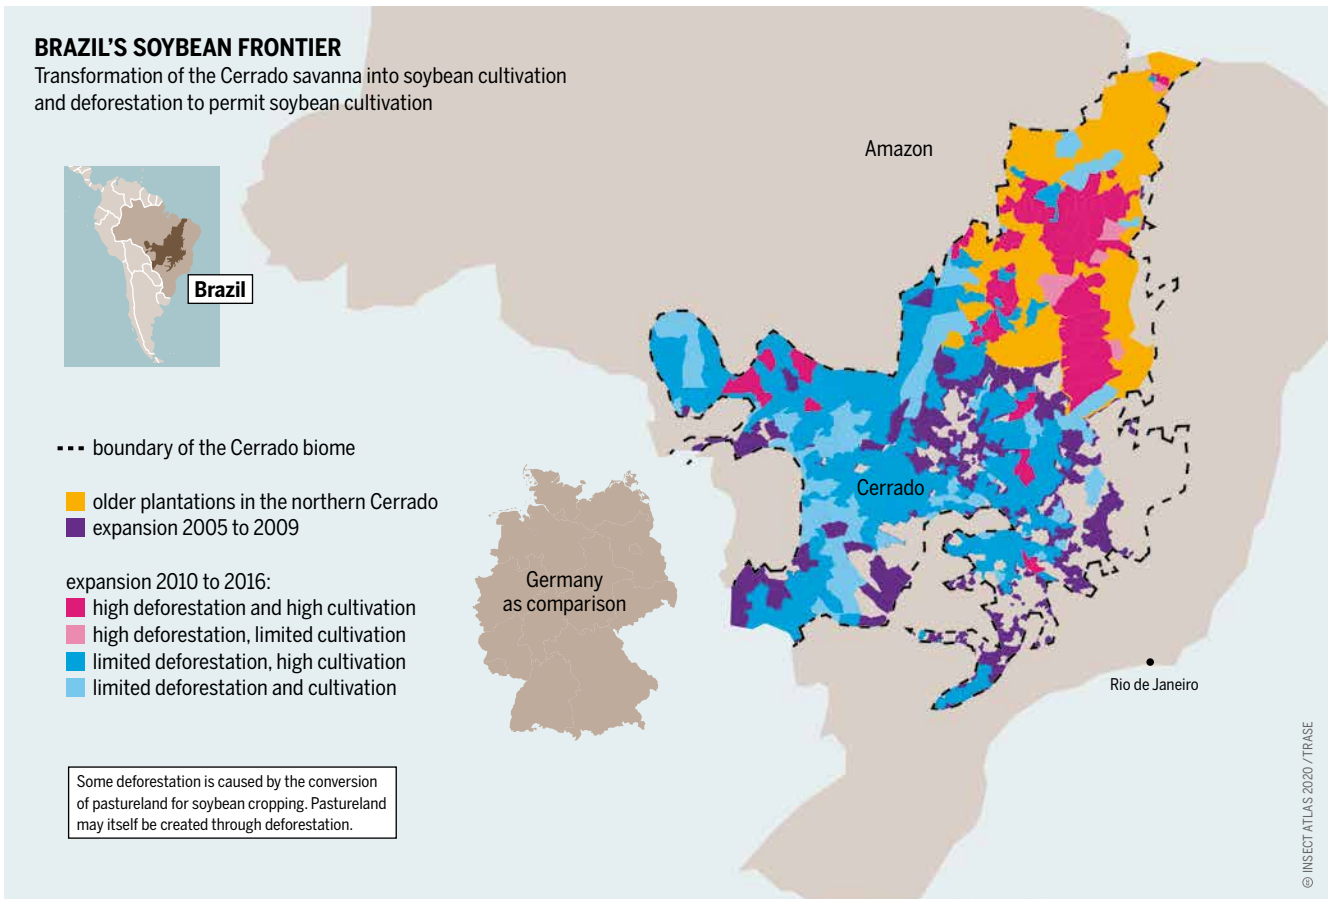 BRAZIL’S SOYBEAN FRONTIER
Transformation of the Cerrado savanna into soybean cultivation
and deforestation to permit soybean cultivation
Amazon
Brazil
boundary of the Cerrado biome
older plantations in the northern Cerrado
expansion 2005 to 2009
expansion 2010 to 2016:
high deforestation and high cultivation
high deforestation, limited cultivation
limited deforestation, high cultivation
limited deforestation and cultivation
Germany
as comparison
Cerrado
Rio de Janeiro
Some deforestation is caused by the conversion
of pastureland for soybean cropping. Pastureland
may itself be created through deforestation.
🅭 INSECT ATLAS 2020 / TRASE